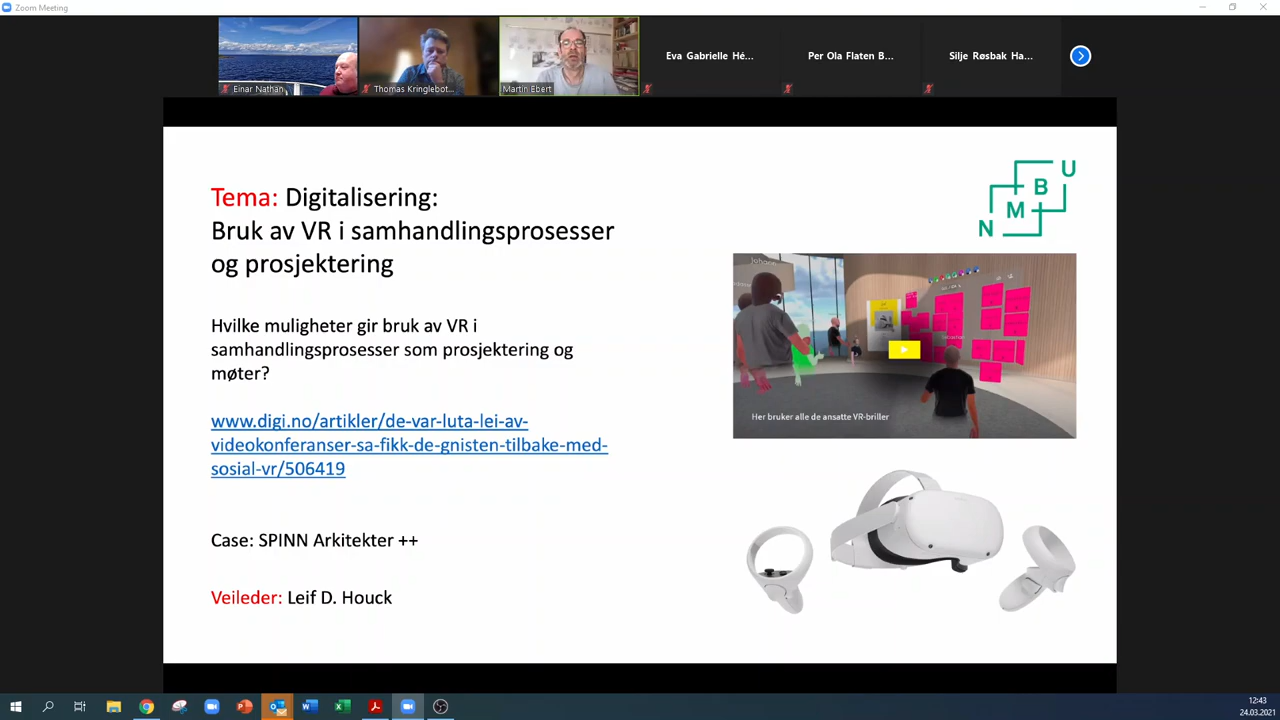 Zoom Meeting
Einar Nathan
Thomas Kringlebot...
Martin Ebert
Eva Gabrielle Hé...
Per Ola Flaten B...
Silje Røsbak Ha...
Tema: Digitalisering:
Bruk av VR i samhandlingsprosesser
og prosjektering
N M B U
Hvilke muligheter gir bruk av VR i
samhandlingsprosesser som prosjektering og
møter?
www.digi.no/artikler/de-var-luta-lei-av-
videokonferanser-sa-fikk-de-gnisten-tilbake-med-
sosial-vr/506419
Her bruker alle de ansatte VR-briller
Case: SPINN Arkitekter ++
Veileder: Leif D. Houck
12:43
24.03.2021